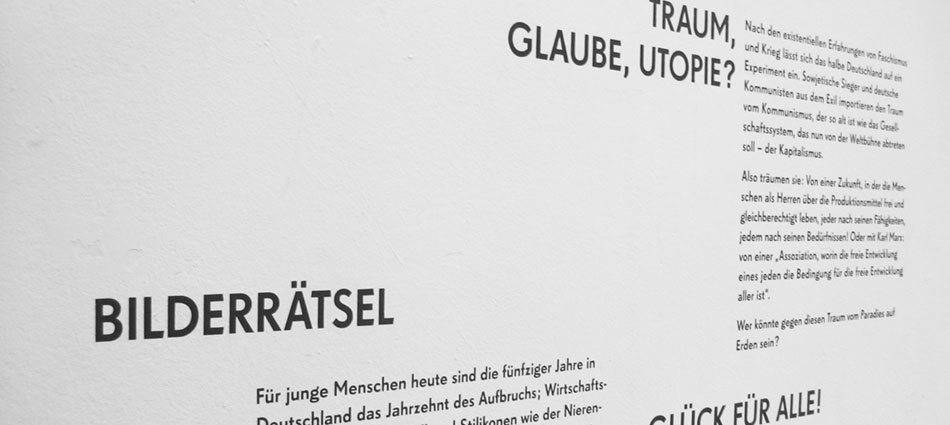 TRAUM,
GLAUBE, UTOPIE?
Nach den existentiellen Erfahrungen von Faschismus
und Krieg lässt sich das halbe Deutschland auf ein
Experiment ein. Sowjetische Sieger und deutsche
Kommunisten aus dem Exil importieren den Traum
vom Kommunismus, der so alt ist wie das Gesell-
schaftssystem, das nun von der Weltbühne abtreten
soll – der Kapitalismus.
Also träumen sie: Von einer Zukunft, in der die Men-
schen als Herren über die Produktionsmittel frei und
gleichberechtigt leben, jeder nach seinen Fähigkeiten,
jedem nach seinen Bedürfnissen! Oder mit Karl Marx:
von einer „Assoziation, worin die freie Entwicklung
eines jeden die Bedingung für die freie Entwicklung
aller ist“.
Wer könnte gegen diesen Traum vom Paradies auf
Erden sein?
BILDERRÄTSEL
Für junge Menschen heute sind die fünfziger Jahre in
Deutschland das Jahrzehnt des Aufbruchs; Wirtschafts-
und Stilikonen wie der Nieren-
GLÜCK FÜR ALLE!